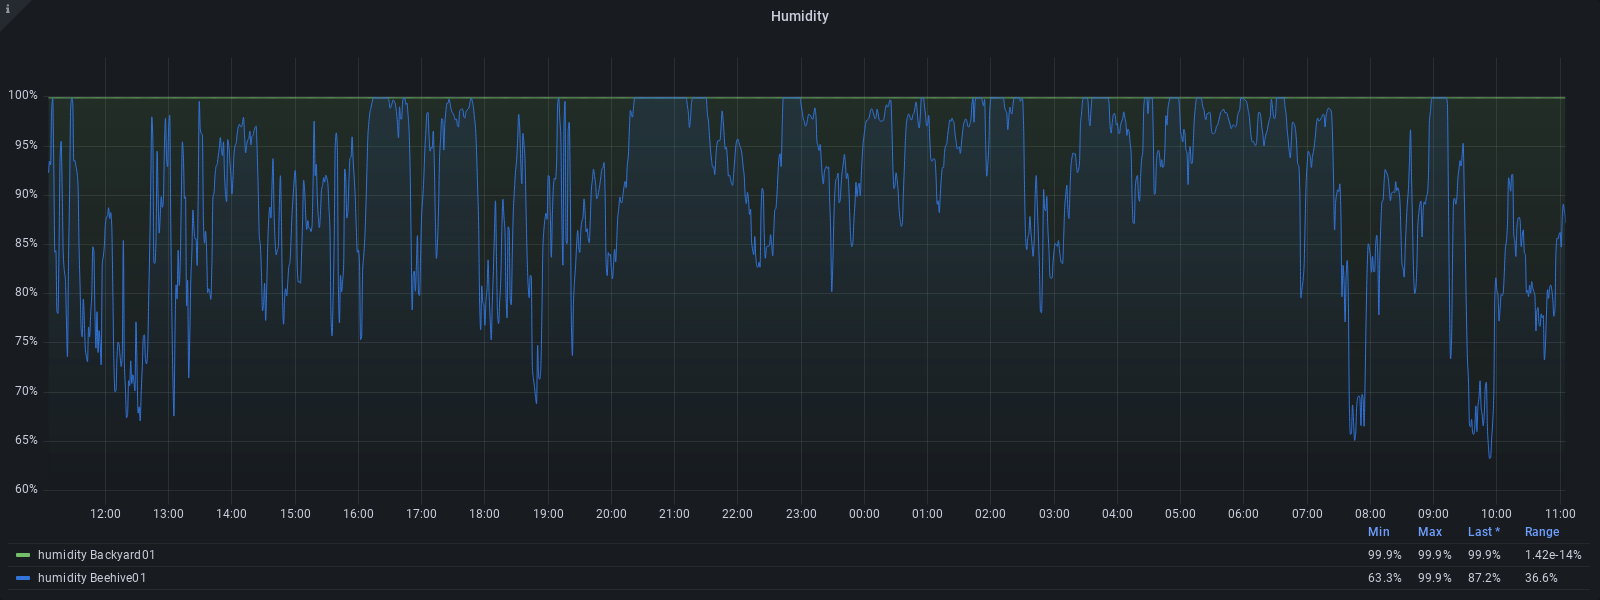 i
Humidity
100%
95%
90%
85%
80%
75%
70%
65%
60%
12:00 13:00 14:00 15:00 16:00 17:00 18:00 19:00 20:00 21:00 22:00 23:00 00:00 01:00 02:00 03:00 04:00 05:00 06:00 07:00 08:00 09:00 10:00 11:00
Min Max Last * Range
humidity Backyard01 99.9% 99.9% 99.9% 1.42e-14%
humidity Beehive01 63.3% 99.9% 87.2% 36.6%